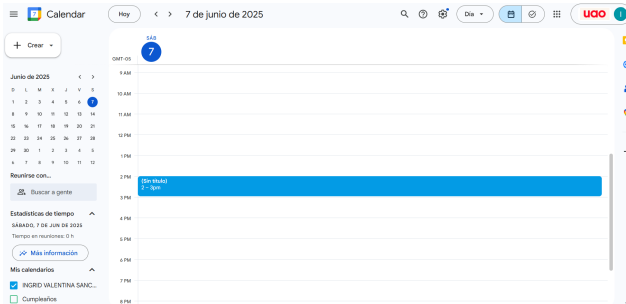 7 Calendar Hoy 7 de junio de 2025 Día uao I
Crear
SÁB
7
GMT-05
Junio de 2025
D L M X J V S
1 2 3 4 5 6 7
8 9 10 11 12 13 14
15 16 17 18 19 20 21
22 23 24 25 26 27 28
29 30 1 2 3 4 5
6 7 8 9 10 11 12
Reunirse con...
Buscar a gente
Estadísticas de tiempo
SÁBADO, 7 DE JUN DE 2025
Tiempo en reuniones: 0 h
Más información
Mis calendarios
INGRID VALENTINA SANC...
Cumpleaños
9 AM
10 AM
11 AM
12 PM
1 PM
2 PM
(Sin título)
2 – 3pm
3 PM
4 PM
5 PM
6 PM
7 PM
8 PM